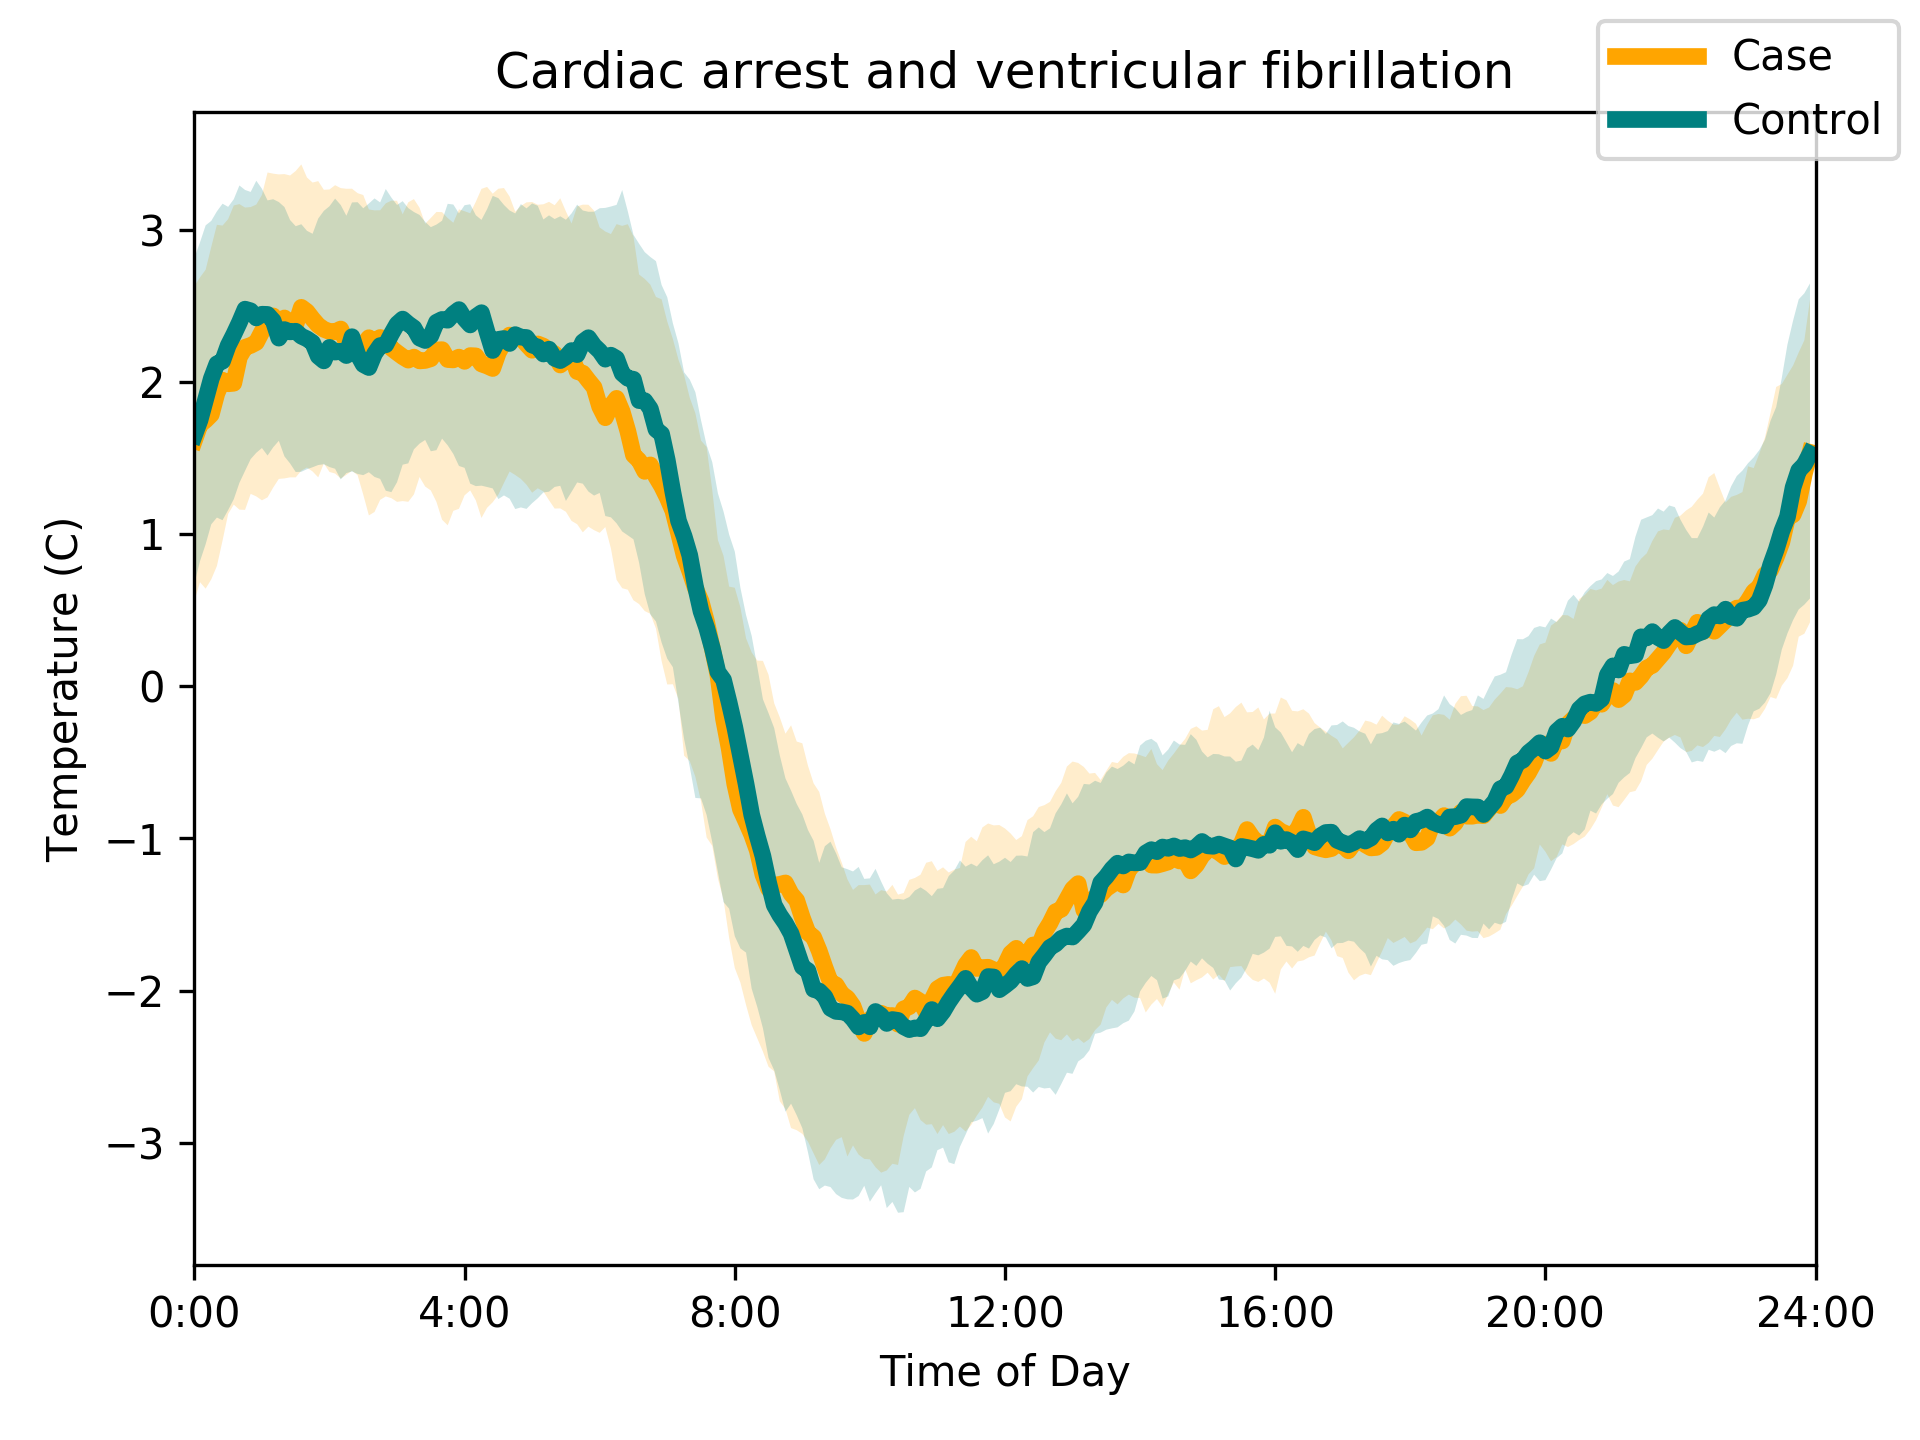 Cardiac arrest and ventricular fibrillation
Case
Control
Temperature (C)
3
2
1
0
−1
−2
−3
0:00 4:00 8:00 12:00 16:00 20:00 24:00
Time of Day